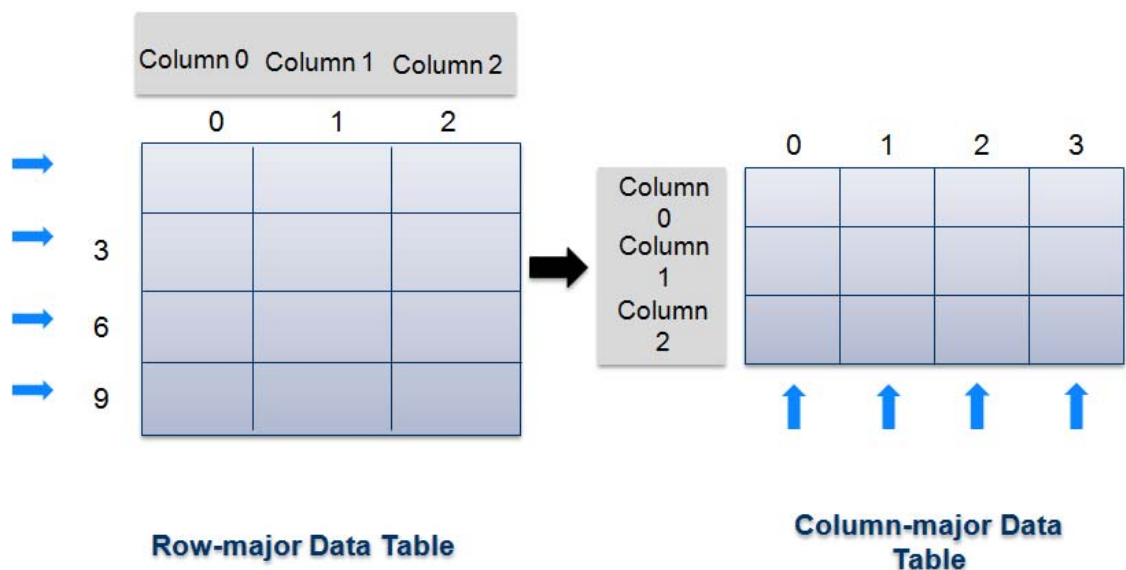 Column 0 Column 1 Column 2
0 1 2
3
6
9
Row-major Data Table
0 1 2 3
Column
0
Column
1
Column
2
Column-major Data
Table